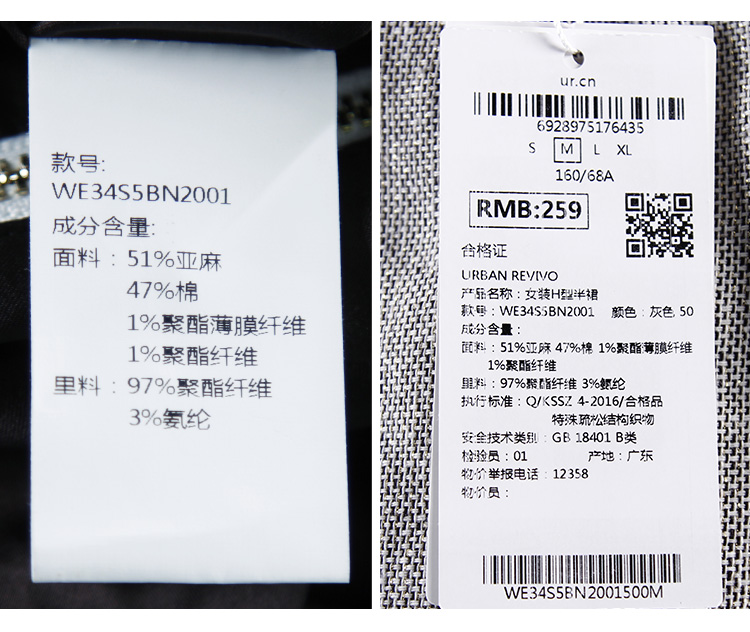 款号:
WE34S5BN2001
成分含量:
面料：51%亚麻
47%棉
1%聚酯薄膜纤维
1%聚酯纤维
里料：97%聚酯纤维
3%氨纶
ur.cn
6928975176435
S M L XL
160/68A
RMB:259
合格证
URBAN REVIVO
产品名称：女装H型半裙
款号：WE34S5BN2001 颜色：灰色 50
成分含量：
面料：51%亚麻 47%棉 1%聚酯薄膜纤维
1%聚酯纤维
里料：97%聚酯纤维 3%氨纶
执行标准：Q/KSSZ 4-2016/合格品
特殊疏松结构织物
安全技术类别：GB 18401 B类
检验员：01 产地：广东
物价举报电话：12358
物价员：
WE34S5BN2001500M